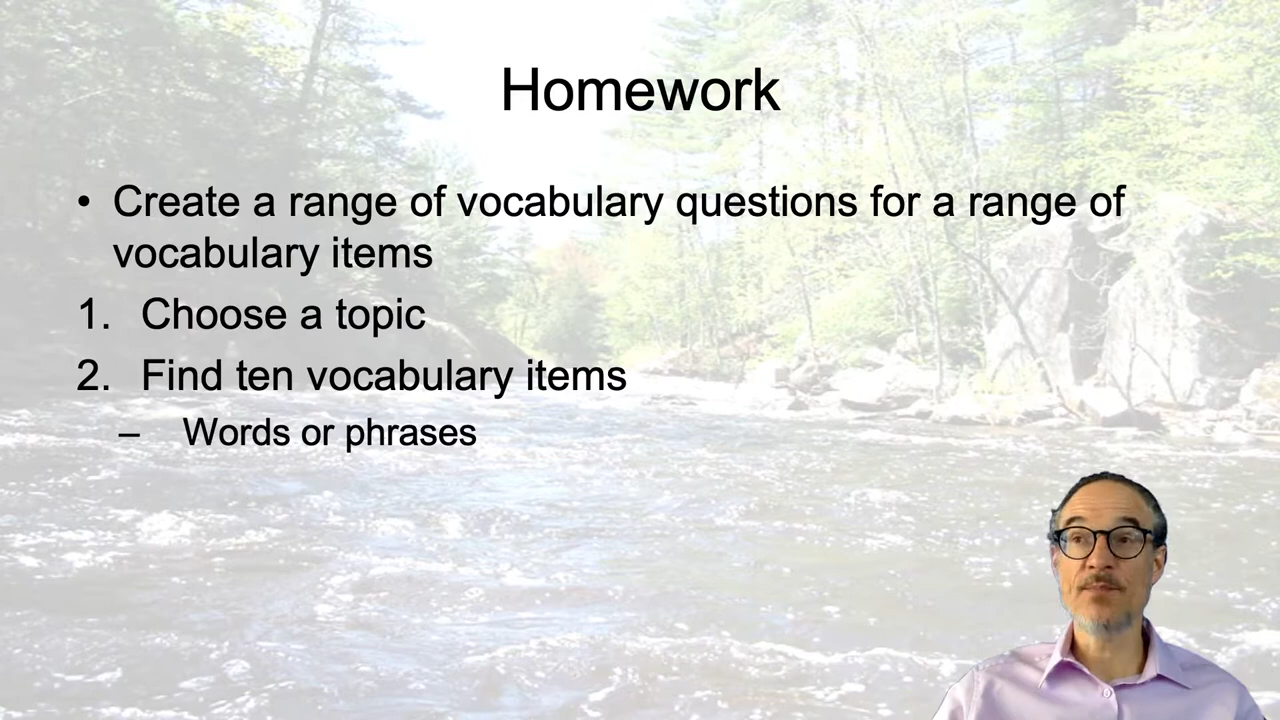 Homework
• Create a range of vocabulary questions for a range of
vocabulary items
1. Choose a topic
2. Find ten vocabulary items
– Words or phrases